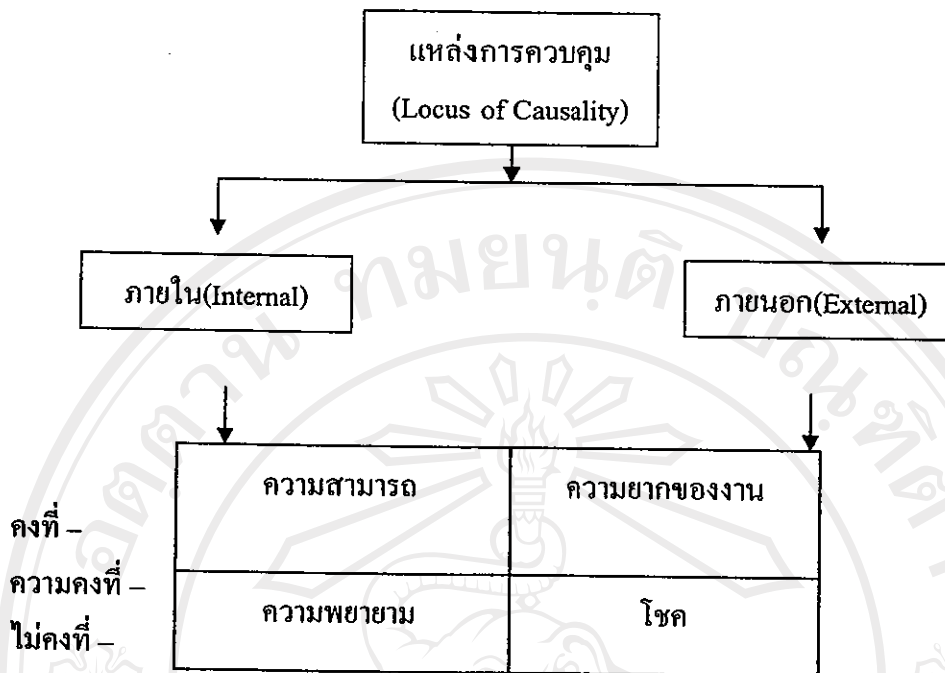 แหล่งการควบคุม
(Locus of Causality)
ภายใน(Internal)
ภายนอก(External)
ความสามารถ
ความยากของงาน
คงที่ –
ความคงที่ –
ไม่คงที่ –
ความพยายาม
โชค